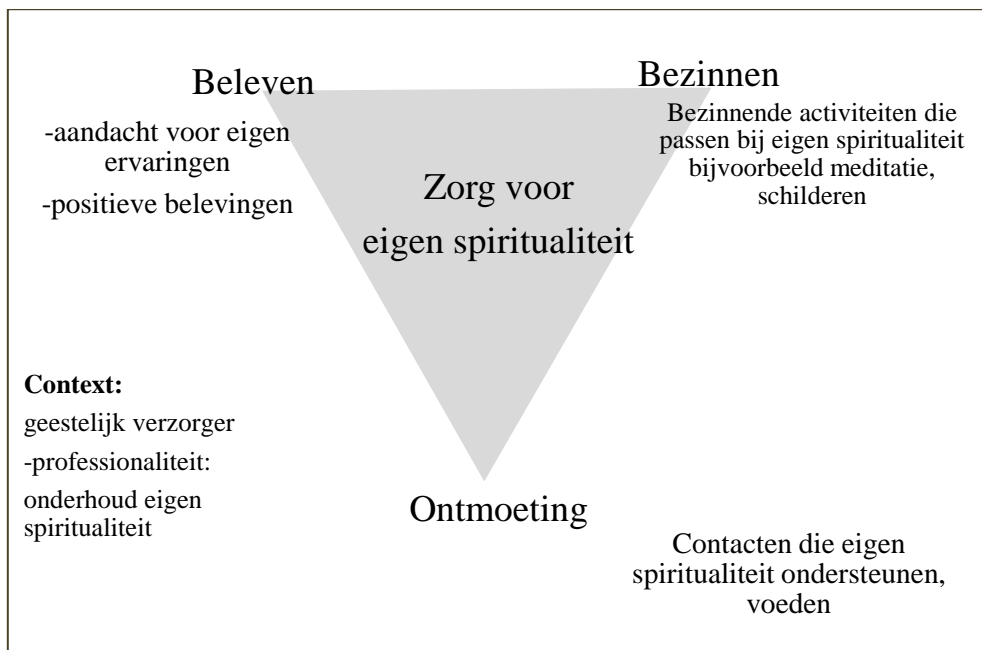 Beleven
-aandacht voor eigen
ervaringen
-positieve belevingen
Bezinnen
Bezinnende activiteiten die
passen bij eigen spiritualiteit
bijvoorbeeld meditatie,
schilderen
Zorg voor
eigen spiritualiteit
Context:
geestelijk verzorger
-professionaliteit:
onderhoud eigen
spiritualiteit
Ontmoeting
Contacten die eigen
spiritualiteit ondersteunen,
voeden